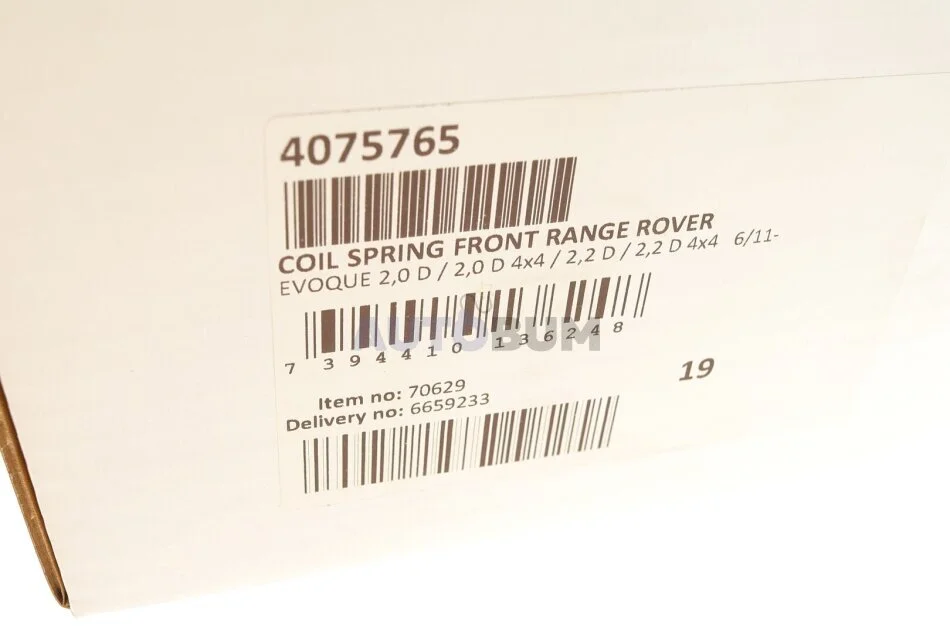 4075765
COIL SPRING FRONT RANGE ROVER
EVOQUE 2,0 D / 2,0 D 4x4 / 2,2 D / 2,2 D 4x4 6/11-
AUTOBUM
7 394410 136248
19
Item no: 70629
Delivery no: 6659233